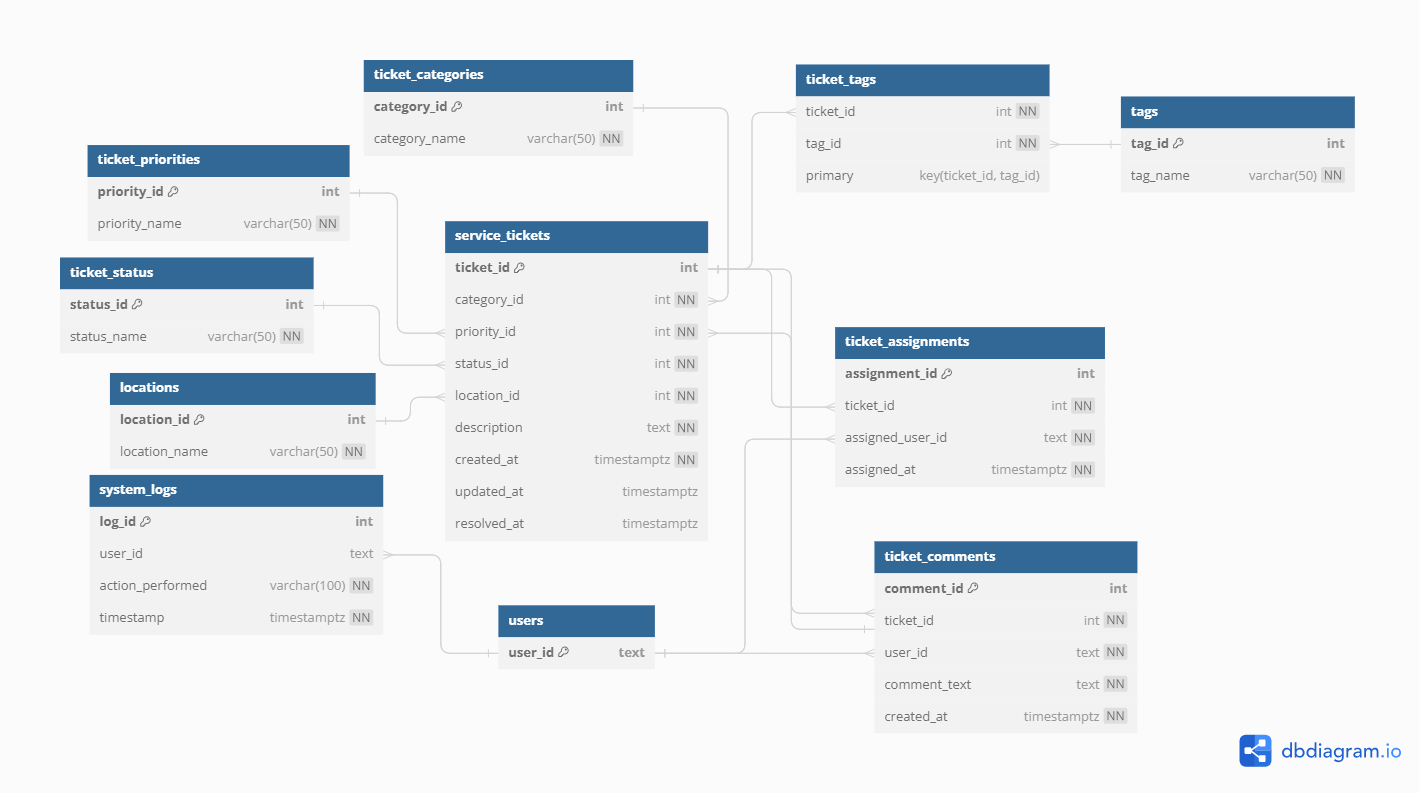 ticket_categories
category_id int
category_name varchar(50) NN
ticket_priorities
priority_id int
priority_name varchar(50) NN
ticket_status
status_id int
status_name varchar(50) NN
locations
location_id int
location_name varchar(50) NN
system_logs
log_id int
user_id text
action_performed varchar(100) NN
timestamp timestamptz NN
service_tickets
ticket_id int
category_id int NN
priority_id int NN
status_id int NN
location_id int NN
description text NN
created_at timestamptz NN
updated_at timestamptz
resolved_at timestamptz
users
user_id text
ticket_tags
ticket_id int NN
tag_id int NN
primary key(ticket_id, tag_id)
tags
tag_id int
tag_name varchar(50) NN
ticket_assignments
assignment_id int
ticket_id int NN
assigned_user_id text NN
assigned_at timestamptz NN
ticket_comments
comment_id int
ticket_id int NN
user_id text NN
comment_text text NN
created_at timestamptz NN
dbdiagram.io